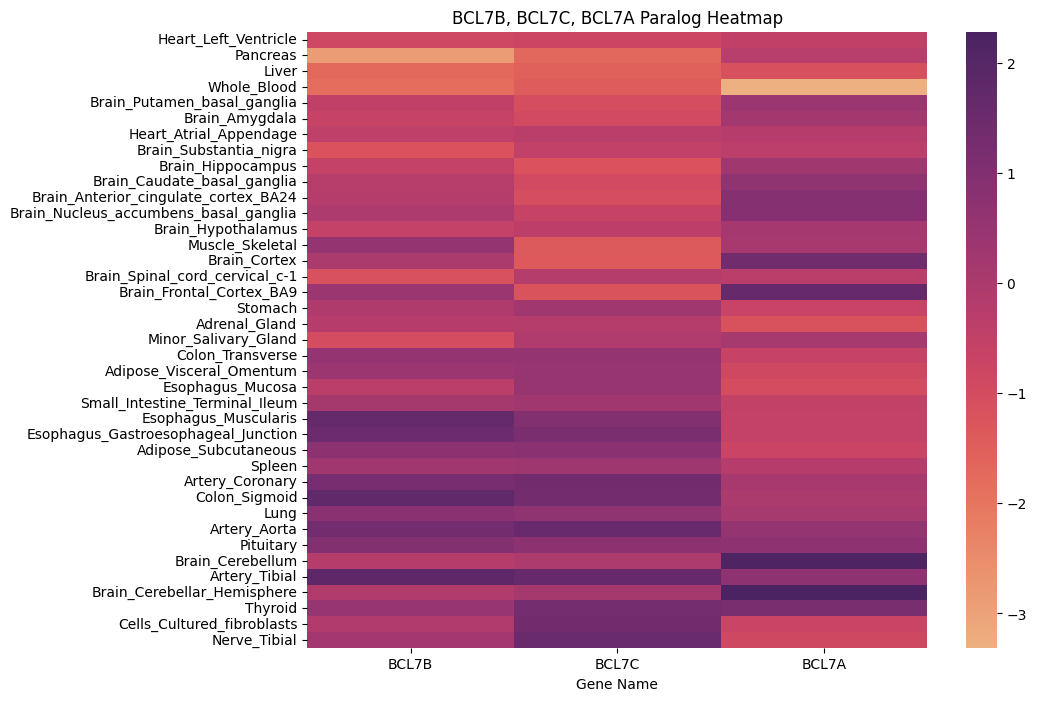 BCL7B, BCL7C, BCL7A Paralog Heatmap
Heart_Left_Ventricle
Pancreas
Liver
Whole_Blood
Brain_Putamen_basal_ganglia
Brain_Amygdala
Heart_Atrial_Appendage
Brain_Substantia_nigra
Brain_Hippocampus
Brain_Caudate_basal_ganglia
Brain_Anterior_cingulate_cortex_BA24
Brain_Nucleus_accumbens_basal_ganglia
Brain_Hypothalamus
Muscle_Skeletal
Brain_Cortex
Brain_Spinal_cord_cervical_c-1
Brain_Frontal_Cortex_BA9
Stomach
Adrenal_Gland
Minor_Salivary_Gland
Colon_Transverse
Adipose_Visceral_Omentum
Esophagus_Mucosa
Small_Intestine_Terminal_Ileum
Esophagus_Muscularis
Esophagus_Gastroesophageal_Junction
Adipose_Subcutaneous
Spleen
Artery_Coronary
Colon_Sigmoid
Lung
Artery_Aorta
Pituitary
Brain_Cerebellum
Artery_Tibial
Brain_Cerebellar_Hemisphere
Thyroid
Cells_Cultured_fibroblasts
Nerve_Tibial
BCL7B BCL7C BCL7A
Gene Name
2
1
0
−1
−2
−3